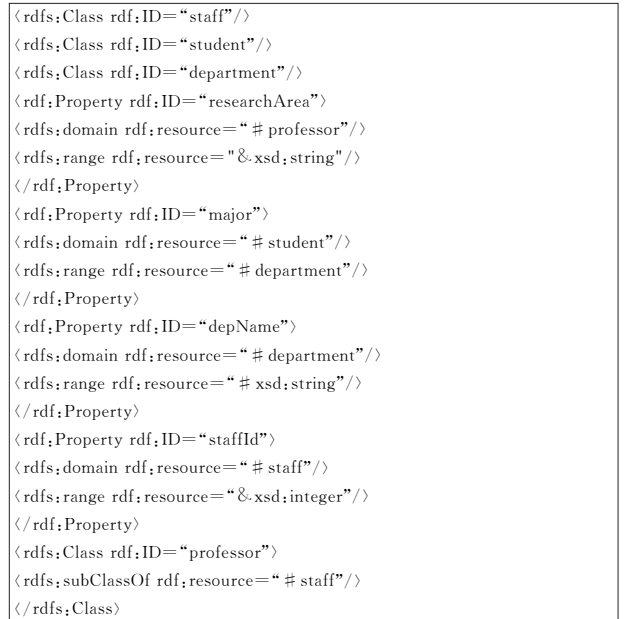 〈rdfs:Class rdf:ID=“staff”/〉
〈rdfs:Class rdf:ID=“student”/〉
〈rdfs:Class rdf:ID=“department”/〉
〈rdf:Property rdf:ID=“researchArea”〉
〈rdfs:domain rdf:resource=“＃professor”/〉
〈rdfs:range rdf:resource="&xsd:string"/〉
〈/rdf:Property〉
〈rdf:Property rdf:ID=“major”〉
〈rdfs:domain rdf:resource=“＃student”/〉
〈rdfs:range rdf:resource=“＃department”/〉
〈/rdf:Property〉
〈rdf:Property rdf:ID=“depName”〉
〈rdfs:domain rdf:resource=“＃department”/〉
〈rdfs:range rdf:resource=“＃xsd:string”/〉
〈/rdf:Property〉
〈rdf:Property rdf:ID=“staffId”〉
〈rdfs:domain rdf:resource=“＃staff”/〉
〈rdfs:range rdf:resource=“&xsd:integer”/〉
〈/rdf:Property〉
〈rdfs:Class rdf:ID=“professor”〉
〈rdfs:subClassOf rdf:resource=“＃staff”/〉
〈/rdfs:Class〉